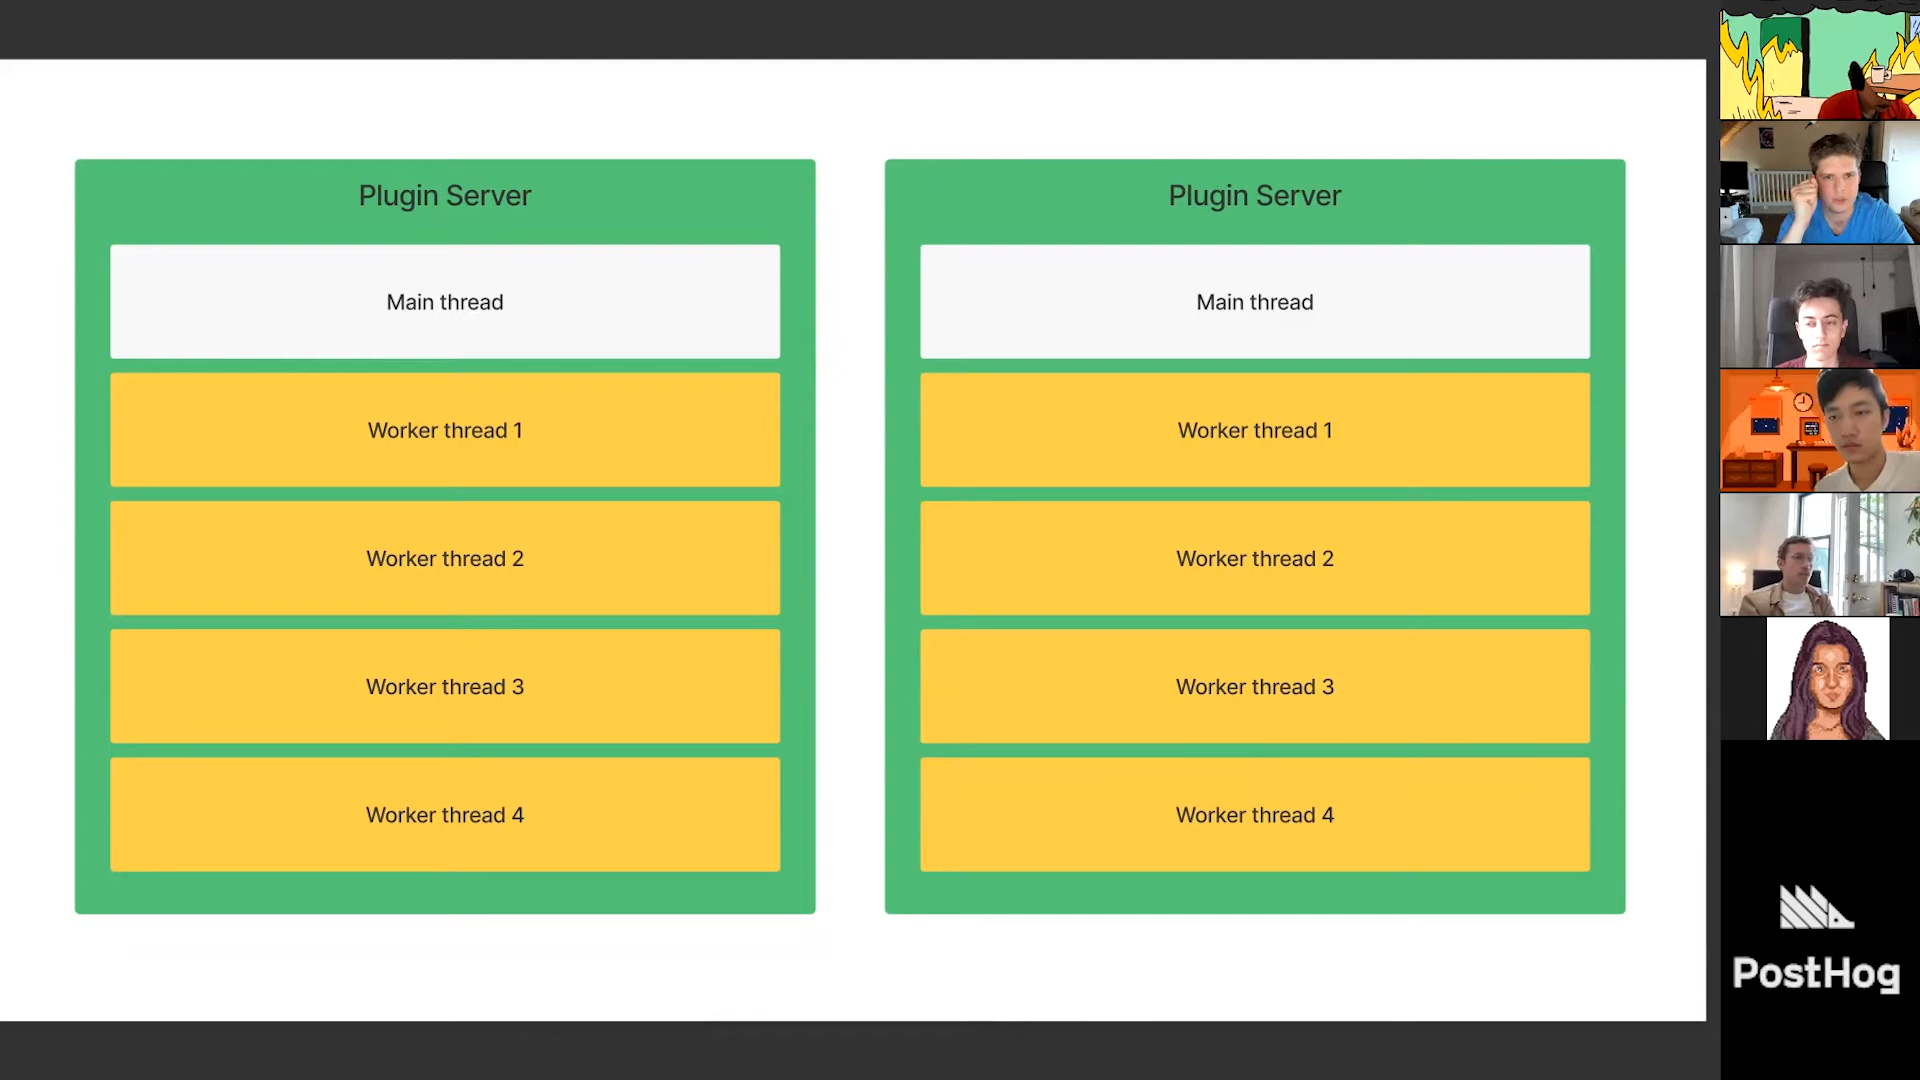 Plugin Server
Main thread
Worker thread 1
Worker thread 2
Worker thread 3
Worker thread 4
Plugin Server
Main thread
Worker thread 1
Worker thread 2
Worker thread 3
Worker thread 4
PostHog